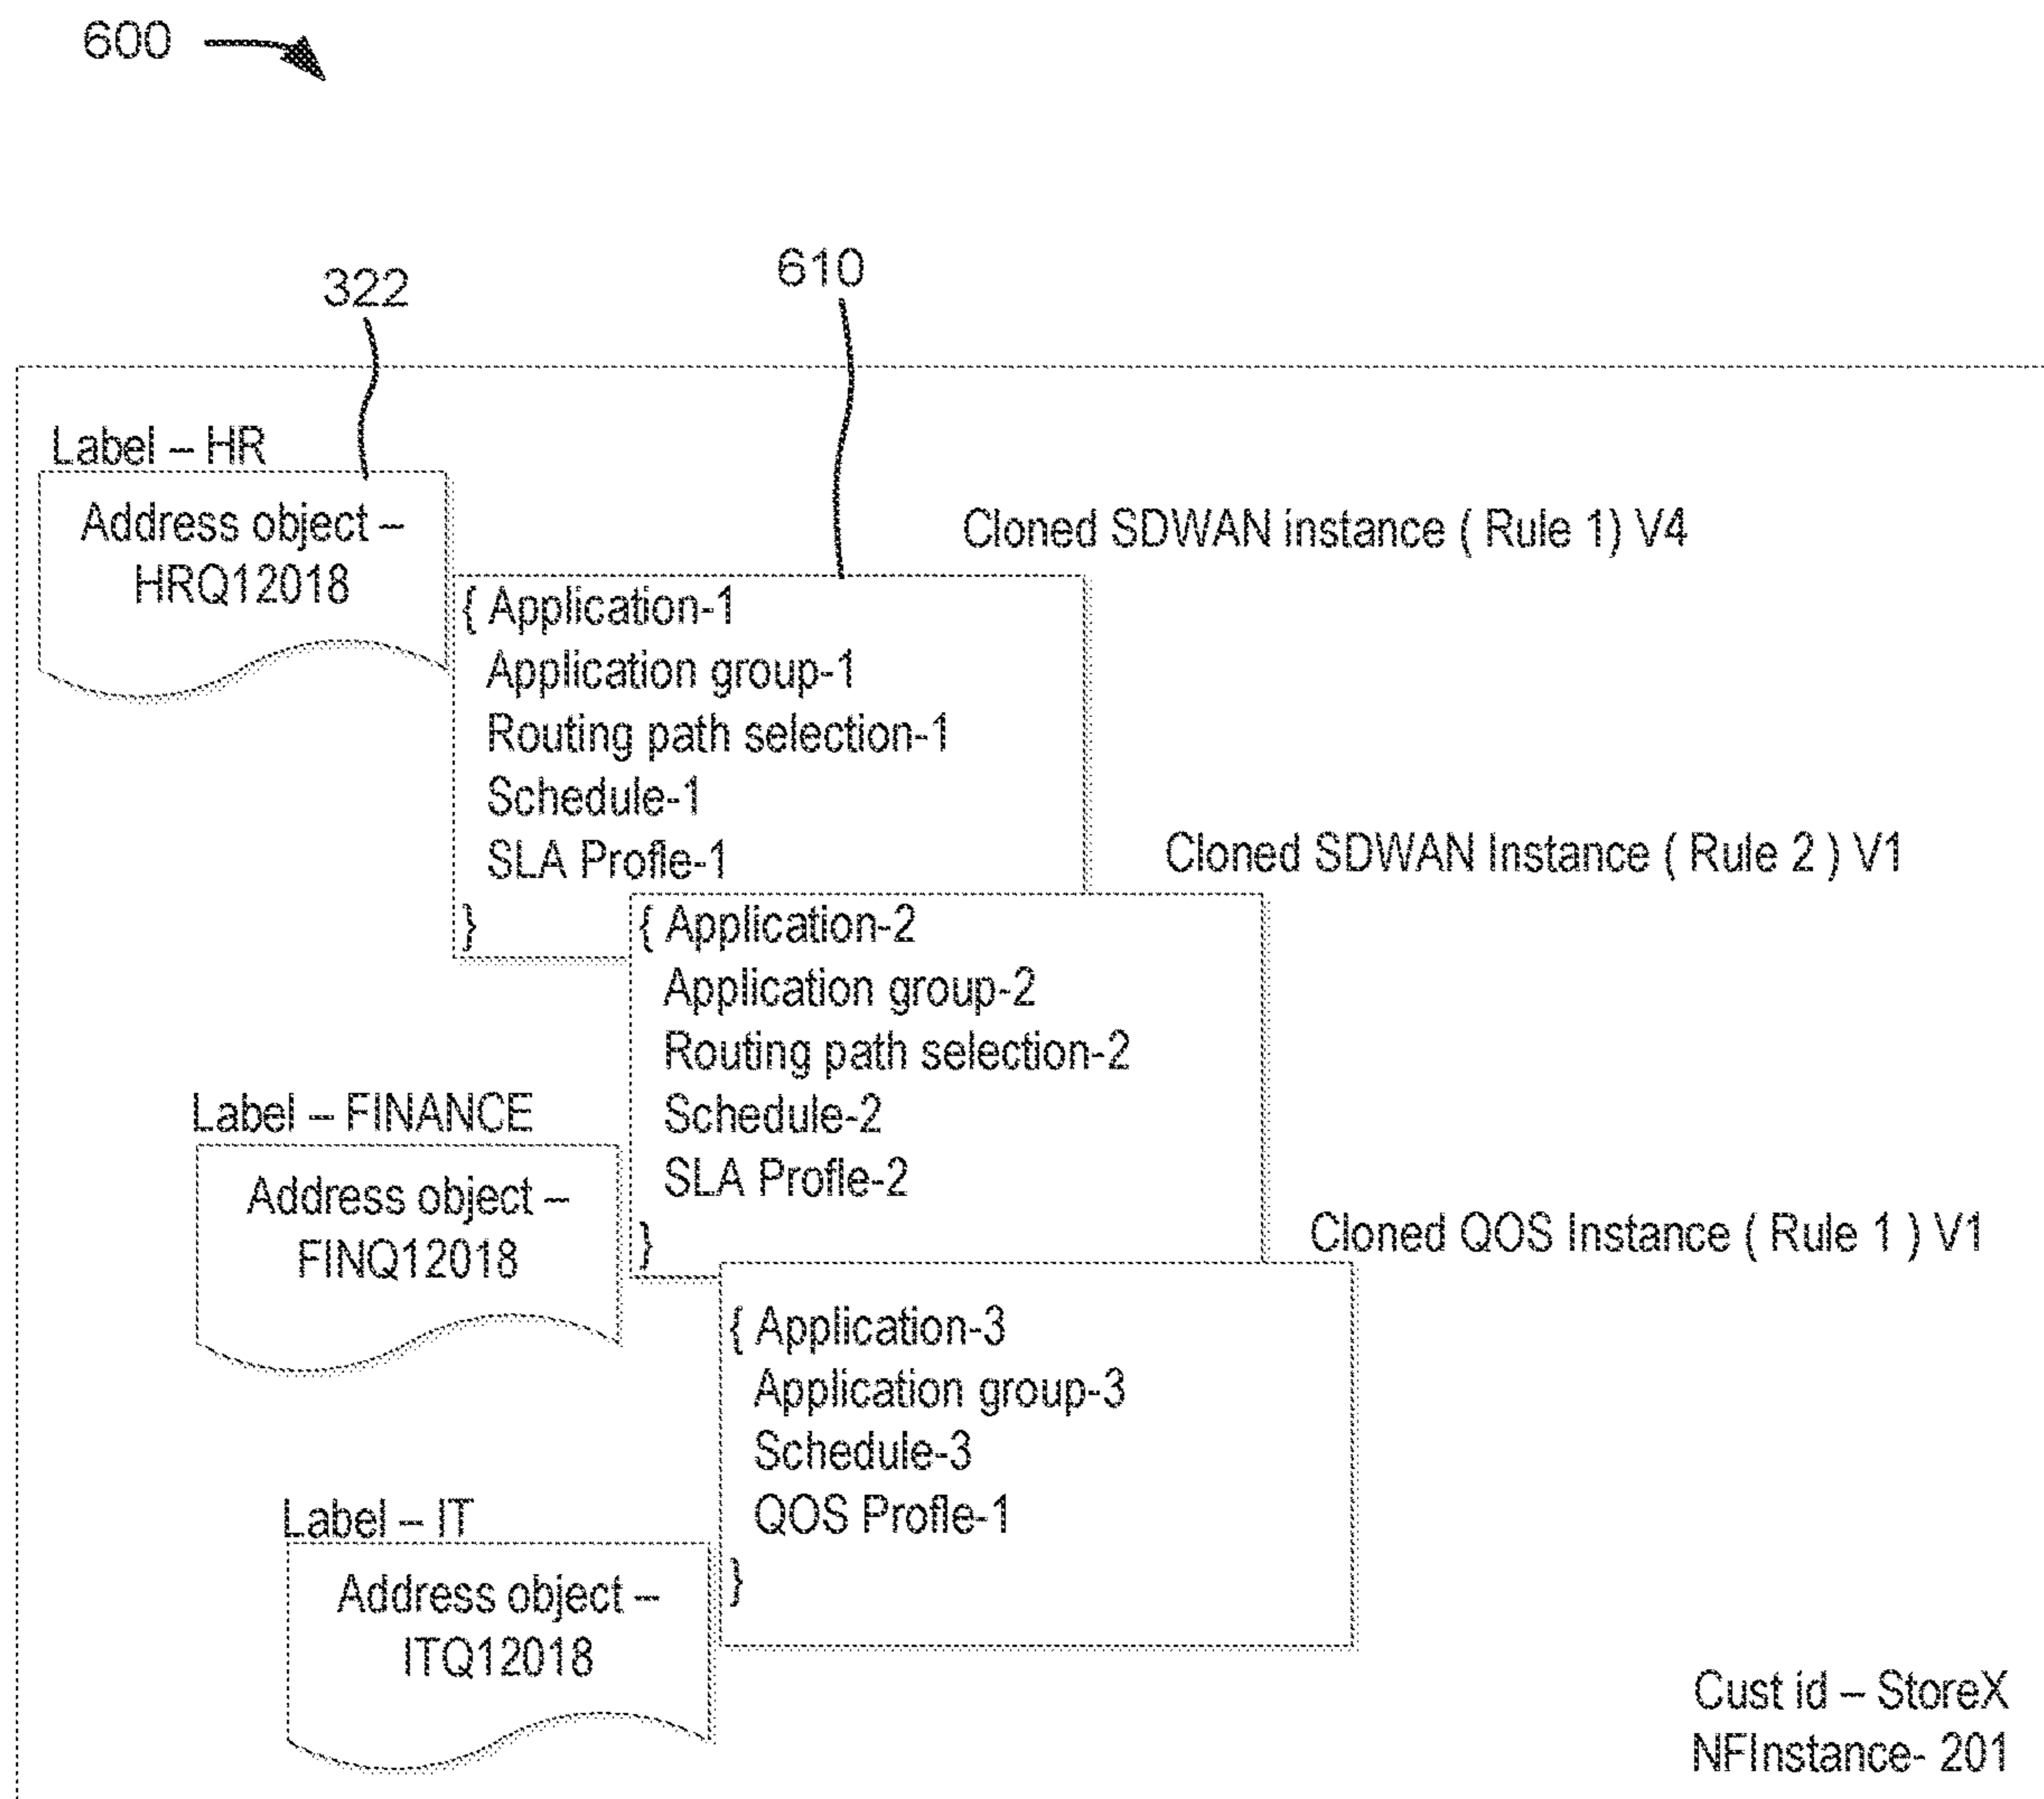 600
322
610
Label – HR
Address object –
HRQ12018
Cloned SDWAN instance ( Rule 1) V4
{ Application-1
Application group-1
Routing path selection-1
Schedule-1
SLA Profle-1
}
Cloned SDWAN Instance ( Rule 2 ) V1
{ Application-2
Application group-2
Routing path selection-2
Schedule-2
SLA Profle-2
}
Label – FINANCE
Address object –
FINQ12018
Cloned QOS Instance ( Rule 1 ) V1
{ Application-3
Application group-3
Schedule-3
QOS Profle-1
}
Label – IT
Address object –
ITQ12018
Cust id – StoreX
NFInstance- 201